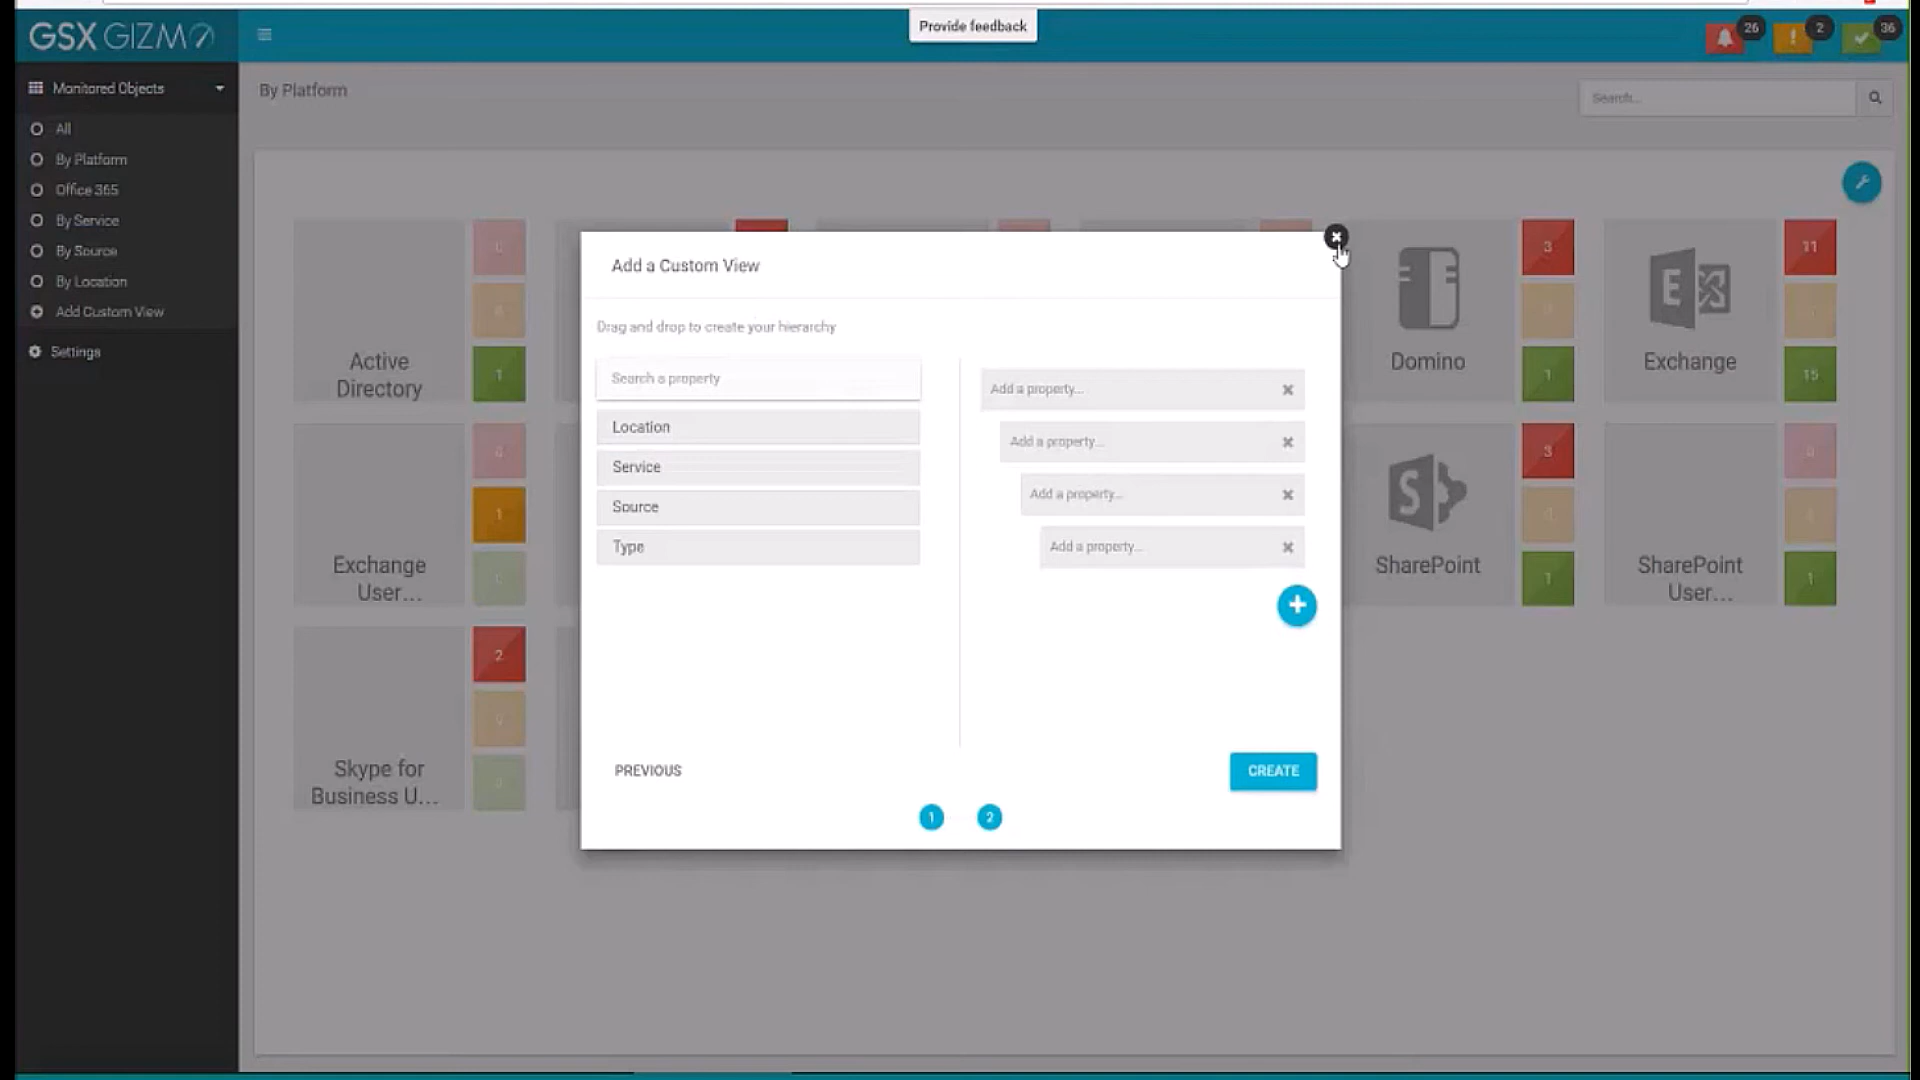 Provide feedback
GSX GIZMO
26
2
36
Monitored Objects
By Platform
Search...
All
By Platform
Office 365
By Service
By Source
By Location
Add Custom View
Settings
Add a Custom View
Drag and drop to create your hierarchy
Search a property
Location
Service
Source
Type
Add a property...
Add a property...
Add a property...
Add a property...
PREVIOUS
CREATE
1
2
Active
Directory
1
Domino
3
1
Exchange
11
15
Exchange
User...
1
SharePoint
3
1
SharePoint
User...
1
Skype for
Business U...
2